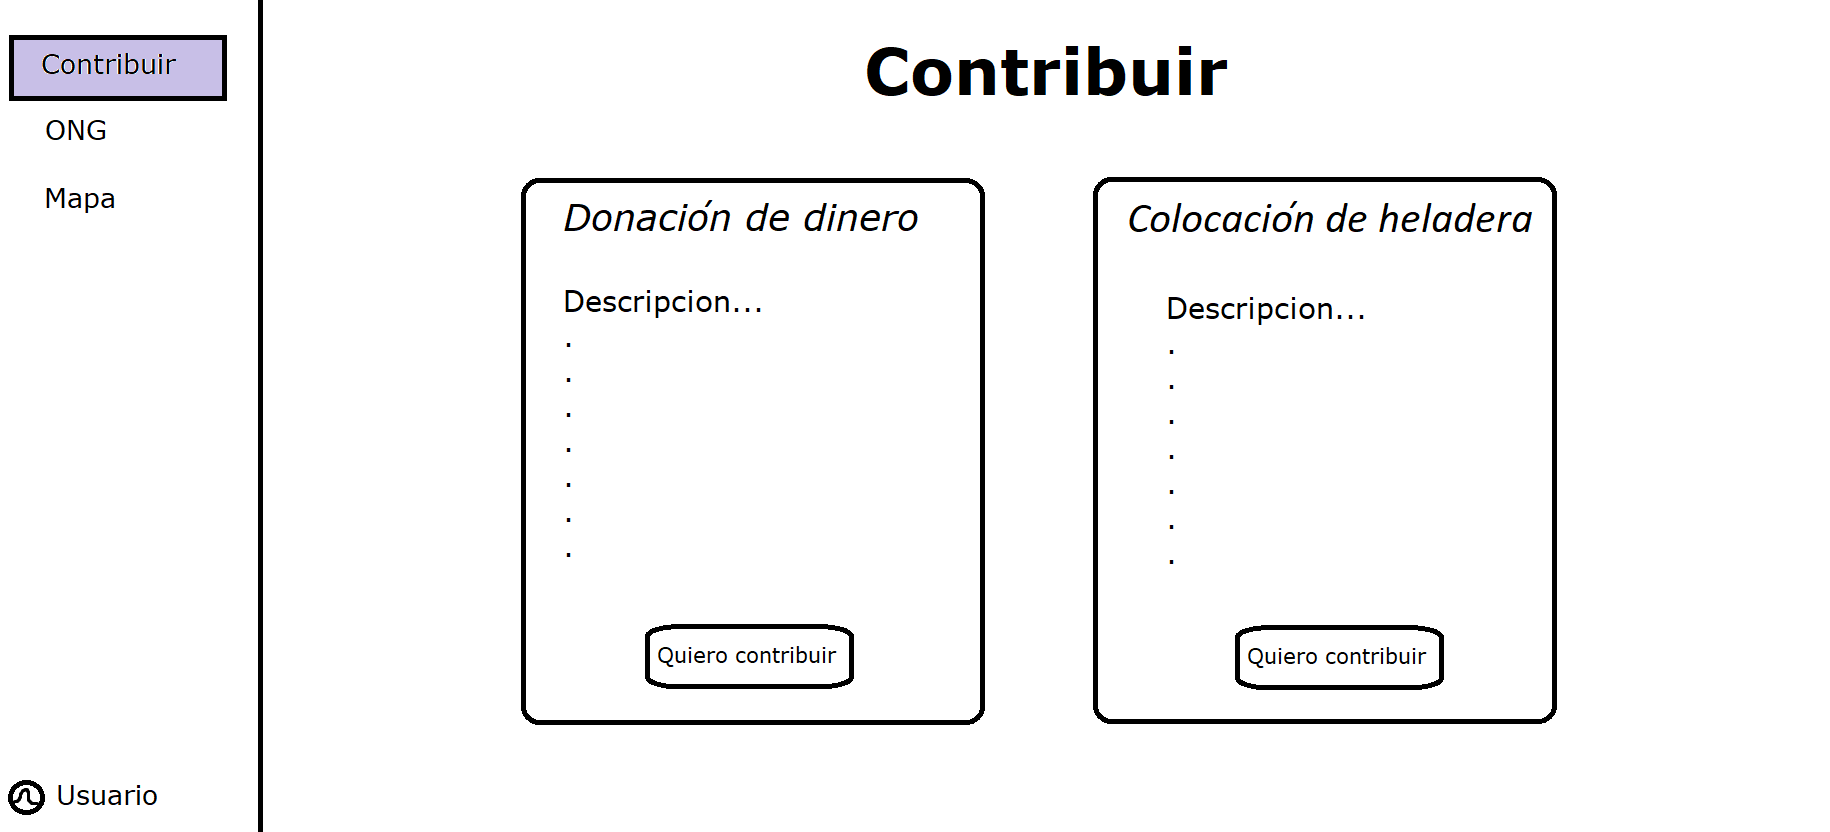 Contribuir
ONG
Mapa
Usuario
Contribuir
Donación de dinero
Descripcion...
.
.
.
.
.
.
.
Quiero contribuir
Colocación de heladera
Descripcion...
.
.
.
.
.
.
.
Quiero contribuir